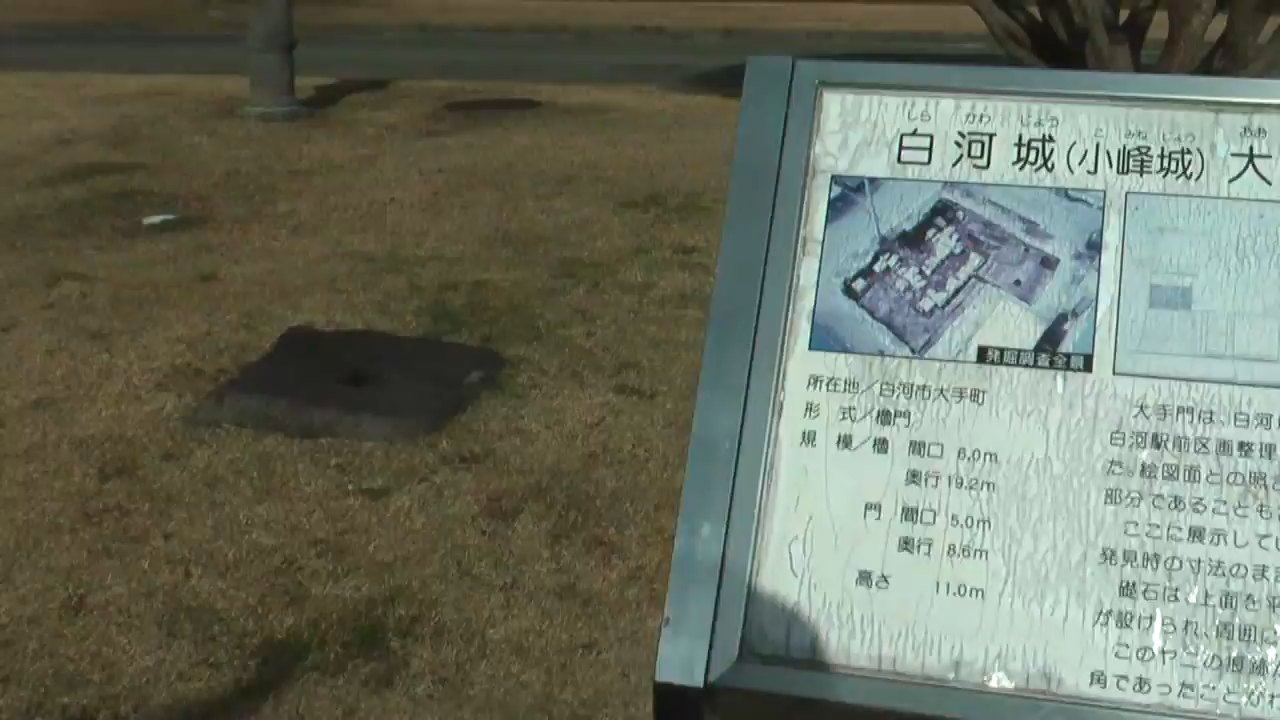 しら かわ じょう こ みね じょう おお
白河城(小峰城) 大
発掘調査全景
所在地／白河市大手町
形 式／櫓門
規 模／櫓 間口 6.0m
奥行 19.2m
門 間口 5.0m
奥行 8.6m
高さ 11.0m
大手門は、白河
白河駅前区画整理
た。絵図面との照
部分であることも
ここに展示してい
発見時の寸法のまま
礎石は、上面を平
が設けられ、周囲に
このヤニの痕跡
角であったことが